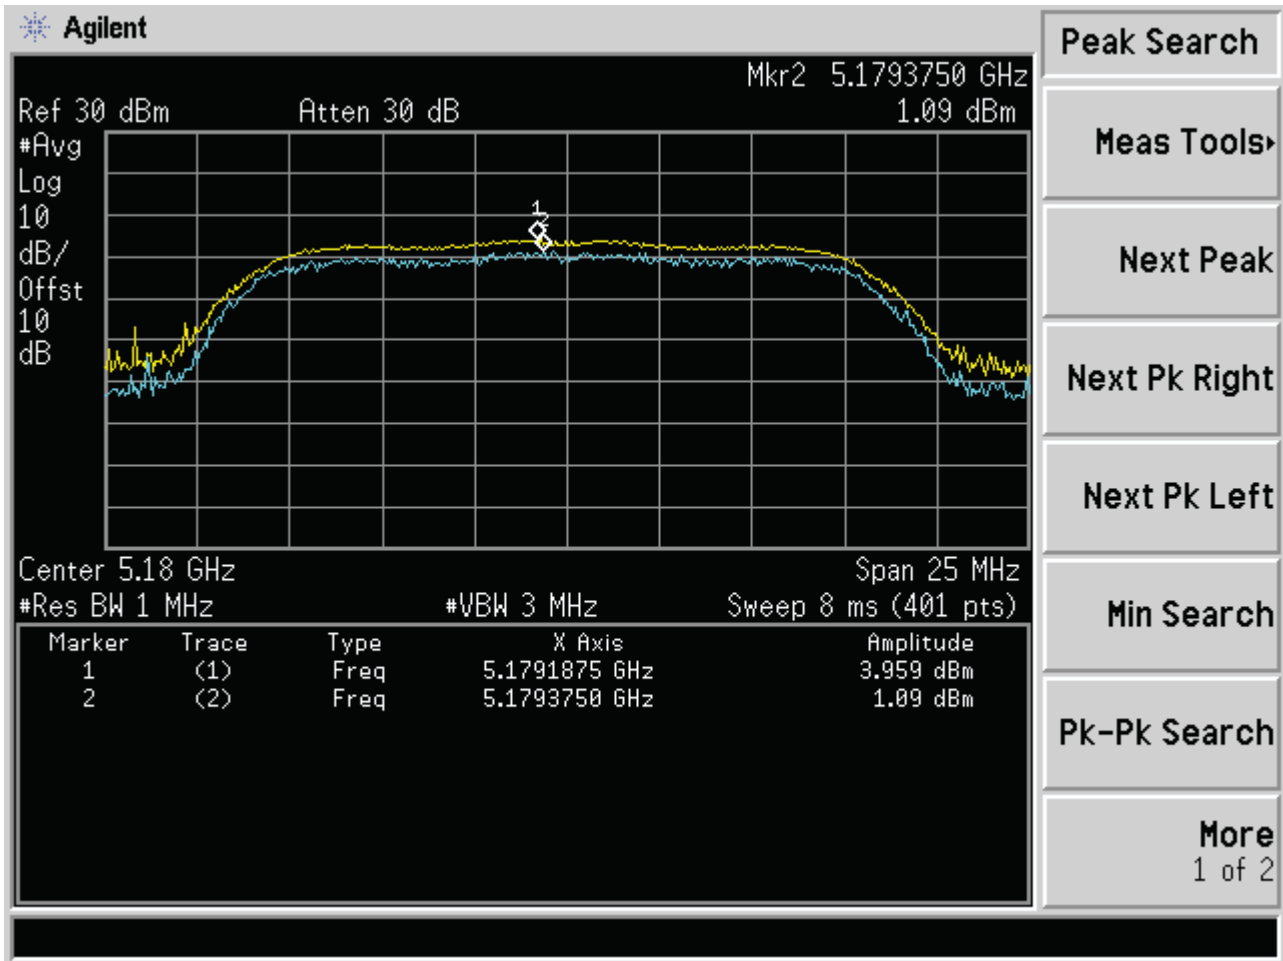 Agilent
Peak Search
Mkr2 5.1793750 GHz
Ref 30 dBm Atten 30 dB 1.09 dBm
#Avg
Log
10
dB/
Offst
10
dB
1
2
Center 5.18 GHz Span 25 MHz
#Res BW 1 MHz #VBW 3 MHz Sweep 8 ms (401 pts)
Marker Trace Type X Axis Amplitude
1 (1) Freq 5.1791875 GHz 3.959 dBm
2 (2) Freq 5.1793750 GHz 1.09 dBm
Meas Tools
Next Peak
Next Pk Right
Next Pk Left
Min Search
Pk-Pk Search
More
1 of 2